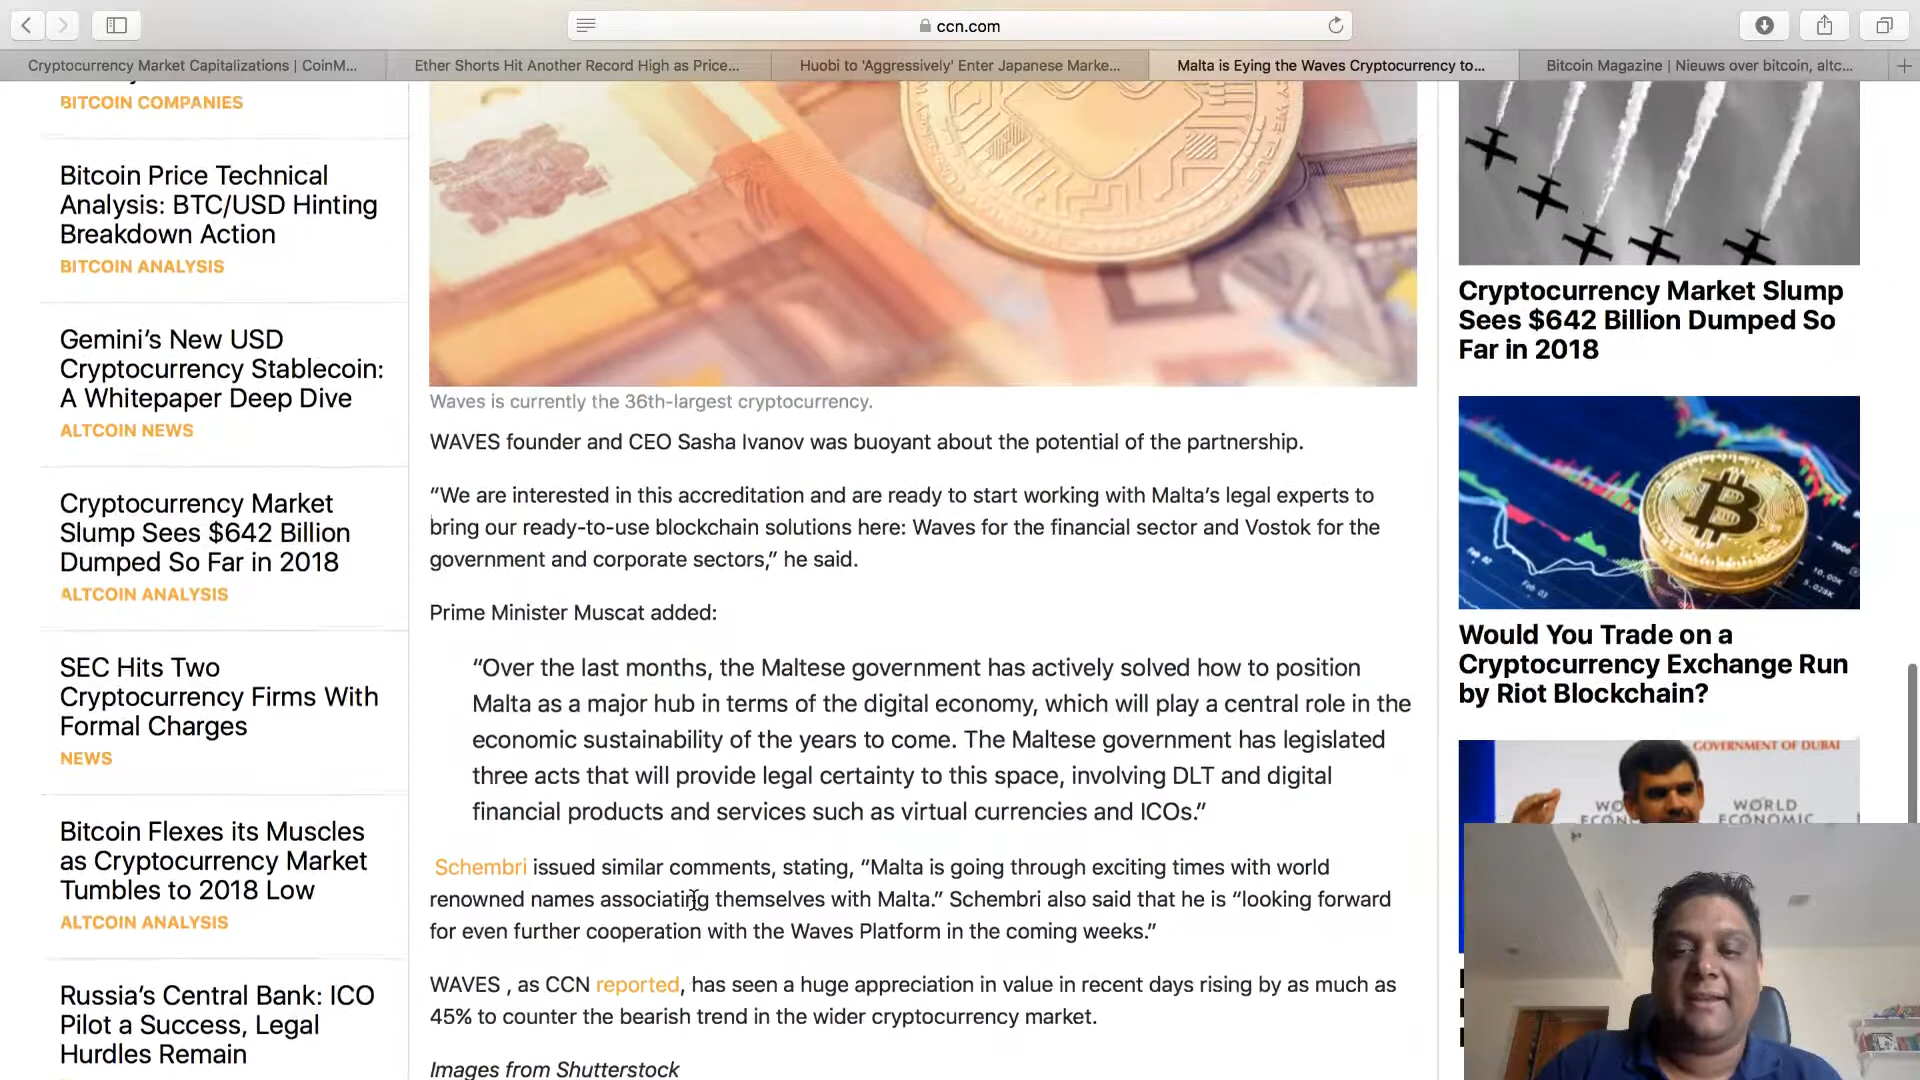 ccn.com
Cryptocurrency Market Capitalizations | CoinM...
Ether Shorts Hit Another Record High as Price...
Huobi to 'Aggressively' Enter Japanese Marke...
Malta is Eying the Waves Cryptocurrency to...
Bitcoin Magazine | Nieuws over bitcoin, altc...
BITCOIN COMPANIES
Bitcoin Price Technical
Analysis: BTC/USD Hinting
Breakdown Action
BITCOIN ANALYSIS
Gemini’s New USD
Cryptocurrency Stablecoin:
A Whitepaper Deep Dive
ALTCOIN NEWS
Cryptocurrency Market
Slump Sees $642 Billion
Dumped So Far in 2018
ALTCOIN ANALYSIS
SEC Hits Two
Cryptocurrency Firms With
Formal Charges
NEWS
Bitcoin Flexes its Muscles
as Cryptocurrency Market
Tumbles to 2018 Low
ALTCOIN ANALYSIS
Russia’s Central Bank: ICO
Pilot a Success, Legal
Hurdles Remain
Waves is currently the 36th-largest cryptocurrency.
WAVES founder and CEO Sasha Ivanov was buoyant about the potential of the partnership.
“We are interested in this accreditation and are ready to start working with Malta’s legal experts to
bring our ready-to-use blockchain solutions here: Waves for the financial sector and Vostok for the
government and corporate sectors,” he said.
Prime Minister Muscat added:
“Over the last months, the Maltese government has actively solved how to position
Malta as a major hub in terms of the digital economy, which will play a central role in the
economic sustainability of the years to come. The Maltese government has legislated
three acts that will provide legal certainty to this space, involving DLT and digital
financial products and services such as virtual currencies and ICOs.”
Schembri issued similar comments, stating, “Malta is going through exciting times with world
renowned names associating themselves with Malta.” Schembri also said that he is “looking forward
for even further cooperation with the Waves Platform in the coming weeks.”
WAVES , as CCN reported, has seen a huge appreciation in value in recent days rising by as much as
45% to counter the bearish trend in the wider cryptocurrency market.
Images from Shutterstock
Cryptocurrency Market Slump
Sees $642 Billion Dumped So
Far in 2018
Would You Trade on a
Cryptocurrency Exchange Run
by Riot Blockchain?
GOVERNMENT OF DUBAI
WORLD
ECONOMIC